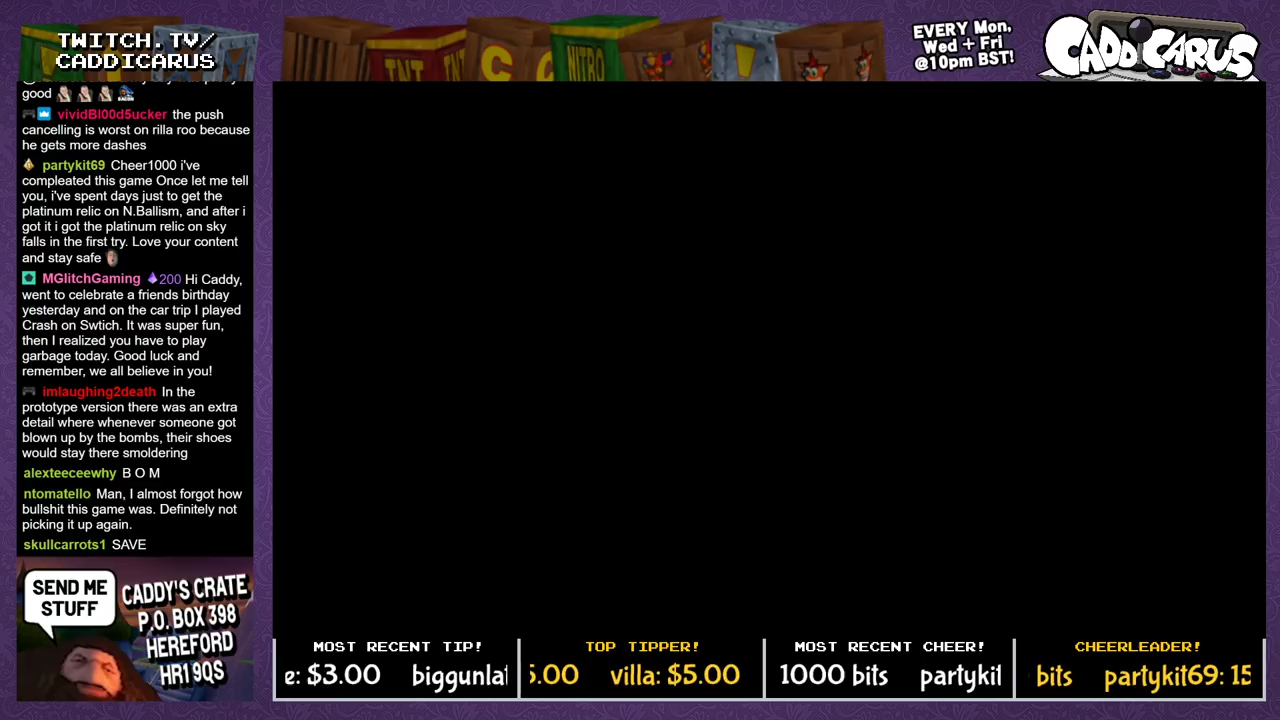 TWITCH.TV/
CADDICARUS
EVERY Mon,
Wed + Fri
@10pm BST!
CADDICARUS
TNT
TNT
C
NITRO
good
vividBl00d5ucker the push
cancelling is worst on rilla roo because
he gets more dashes
partykit69 Cheer1000 i've
compleated this game Once let me tell
you, i've spent days just to get the
platinum relic on N.Ballism, and after i
got it i got the platinum relic on sky
falls in the first try. Love your content
and stay safe
MGlitchGaming 200 Hi Caddy,
went to celebrate a friends birthday
yesterday and on the car trip I played
Crash on Swtich. It was super fun,
then I realized you have to play
garbage today. Good luck and
remember, we all believe in you!
imlaughing2death In the
prototype version there was an extra
detail where whenever someone got
blown up by the bombs, their shoes
would stay there smoldering
alexteeceewhy B O M
ntomatello Man, I almost forgot how
bullshit this game was. Definitely not
picking it up again.
skullcarrots1 SAVE
SEND ME
STUFF
CADDY'S CRATE,
P.O. BOX 398
HEREFORD
HR1 9QS
MOST RECENT TIP!
e: $3.00 biggunlat
TOP TIPPER!
5.00 villa: $5.00
MOST RECENT CHEER!
1000 bits partykit
CHEERLEADER!
bits partykit69: 15